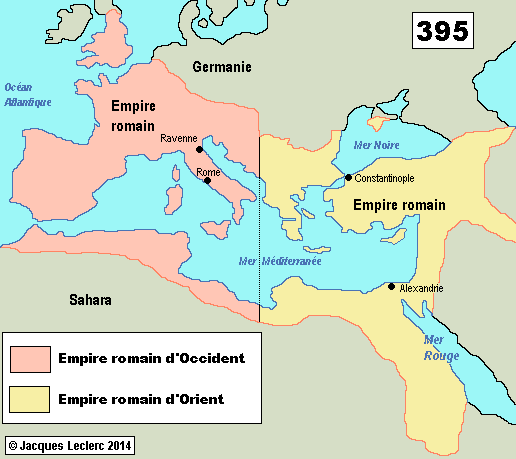 395
Germanie
Océan
Atlantique
Empire
romain
Ravenne
Mer Noire
Rome
Constantinople
Empire romain
Mer Méditerranée
Alexandrie
Sahara
Mer
Rouge
Empire romain d'Occident
Empire romain d'Orient
© Jacques Leclerc 2014